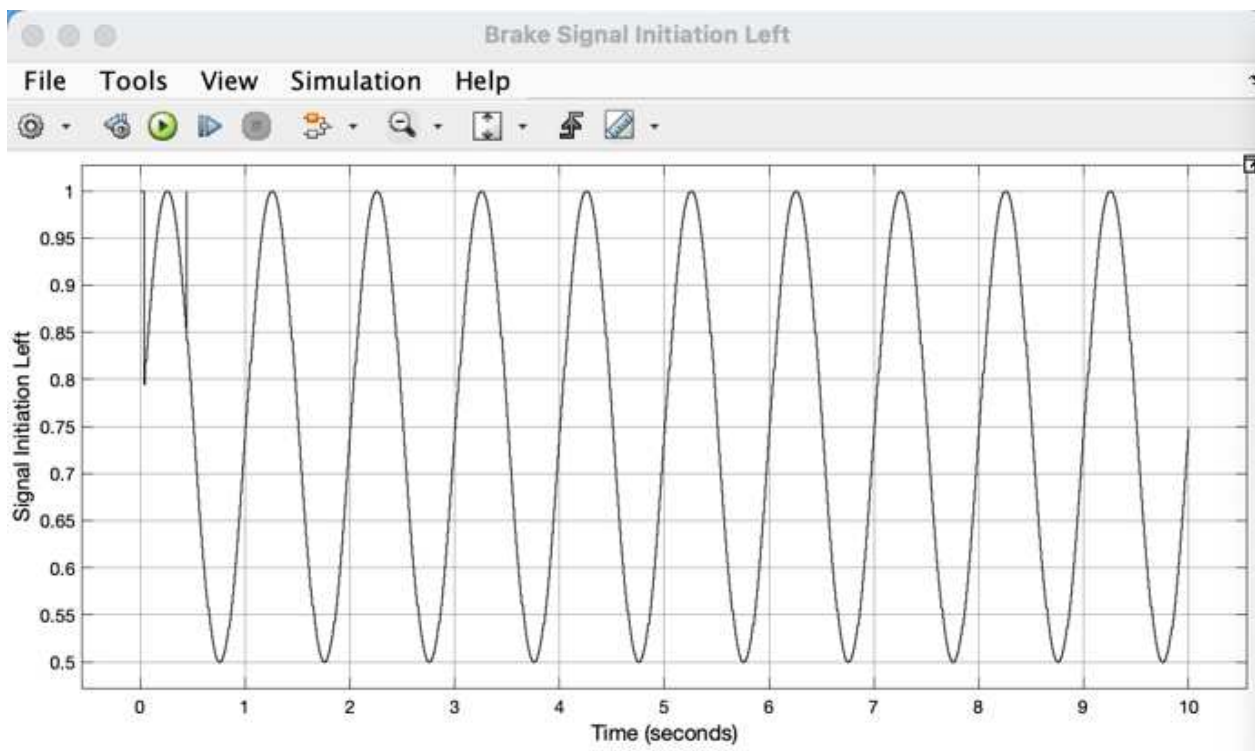 Brake Signal Initiation Left
File Tools View Simulation Help
Signal Initiation Left
1
0.95
0.9
0.85
0.8
0.75
0.7
0.65
0.6
0.55
0.5
0 1 2 3 4 5 6 7 8 9 10
Time (seconds)